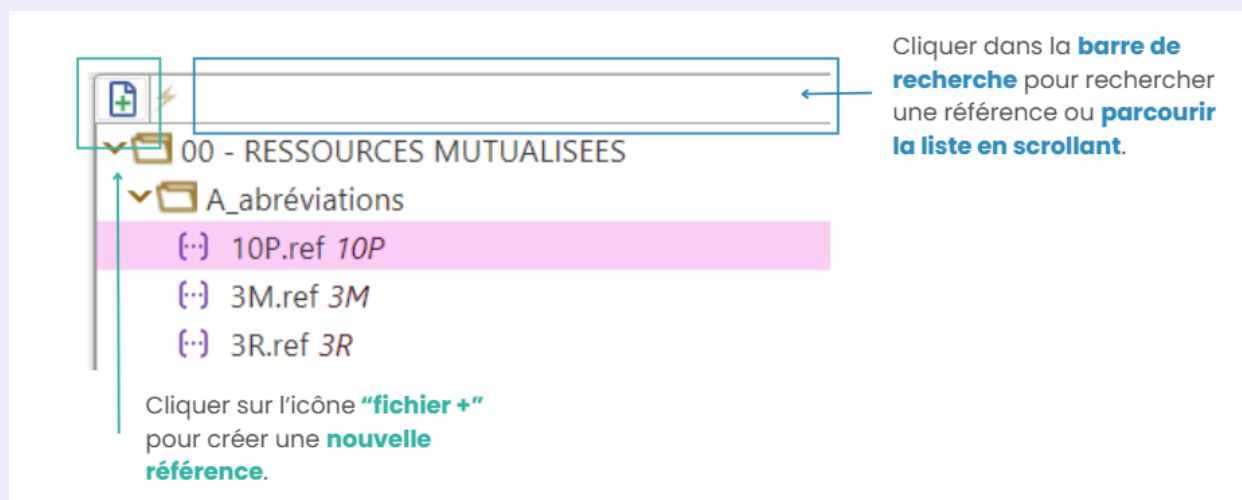 Cliquer dans la barre de
recherche pour rechercher
une référence ou parcourir
la liste en scrollant.
00 - RESSOURCES MUTUALISEES
A_abréviations
10P.ref 10P
3M.ref 3M
3R.ref 3R
Cliquer sur l'icône “fichier +”
pour créer une nouvelle
référence.